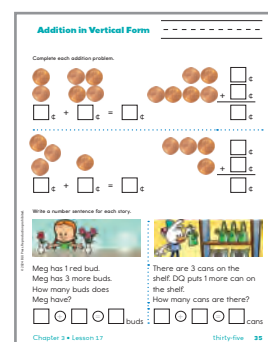 Addition in Vertical Form
Complete each addition problem.
¢ + ¢ = ¢
¢
+ ¢
¢
¢ + ¢ = ¢
¢
+ ¢
¢
Write a number sentence for each story.
Meg has 1 red bud.
Meg has 3 more buds.
How many buds does
Meg have?
+ = buds
There are 3 cans on the
shelf. DQ puts 1 more can on
the shelf.
How many cans are there?
+ = cans
Chapter 3 • Lesson 17
thirty-five 35